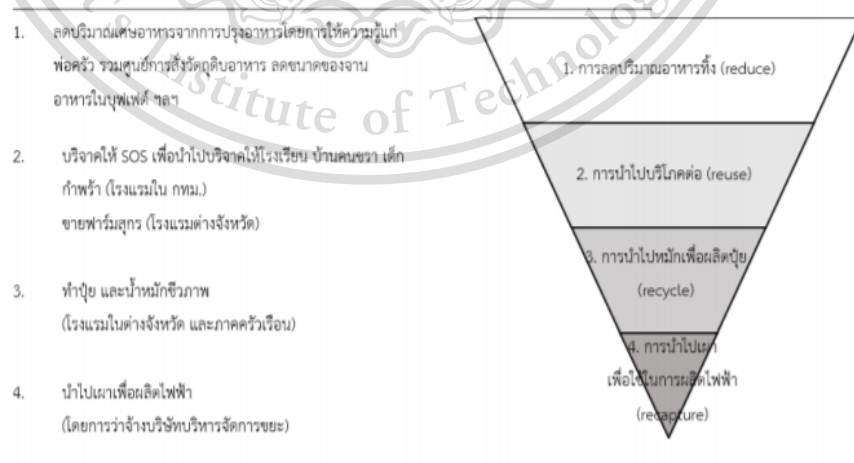 1. ลดปริมาณเศษอาหารจากการปรุงอาหารโดยการให้ความรู้แก่
พ่อครัว รวมศูนย์การสั่งวัตถุดิบอาหาร ลดขนาดของจาน
อาหารในบุฟเฟต์ ฯลฯ
2. บริจาคให้ SOS เพื่อนำไปบริจาคให้โรงเรียน บ้านคนชรา เด็ก
กำพร้า (โรงแรมใน กทม.)
ขายฟาร์มสุกร (โรงแรมต่างจังหวัด)
3. ทำปุ๋ย และน้ำหมักชีวภาพ
(โรงแรมในต่างจังหวัด และภาคครัวเรือน)
4. นำไปเผาเพื่อผลิตไฟฟ้า
(โดยการว่าจ้างบริษัทบริหารจัดการขยะ)
1. การลดปริมาณอาหารทิ้ง (reduce)
2. การนำไปบริโภคต่อ (reuse)
3. การนำไปหมักเพื่อผลิตปุ๋ย
(recycle)
4. การนำไปเผา
เพื่อใช้ในการผลิตไฟฟ้า
(recapture)
Institute of Technology